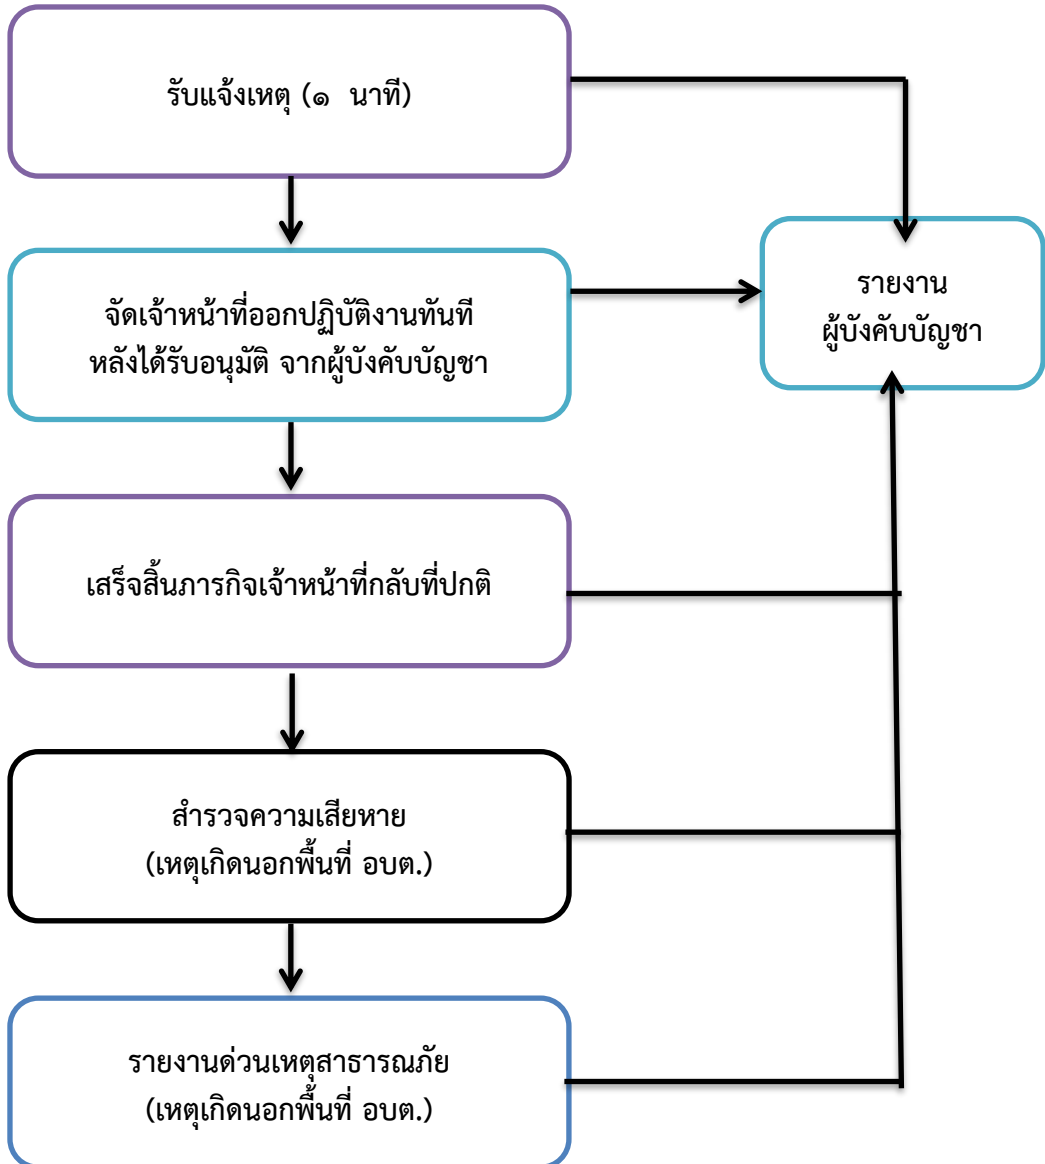 รับแจ้งเหตุ (๑ นาที)
จัดเจ้าหน้าที่ออกปฏิบัติงานทันที
หลังได้รับอนุมัติ จากผู้บังคับบัญชา
รายงาน
ผู้บังคับบัญชา
เสร็จสิ้นภารกิจเจ้าหน้าที่กลับที่ปกติ
สำรวจความเสียหาย
(เหตุเกิดนอกพื้นที่ อบต.)
รายงานด่วนเหตุสาธารณภัย
(เหตุเกิดนอกพื้นที่ อบต.)